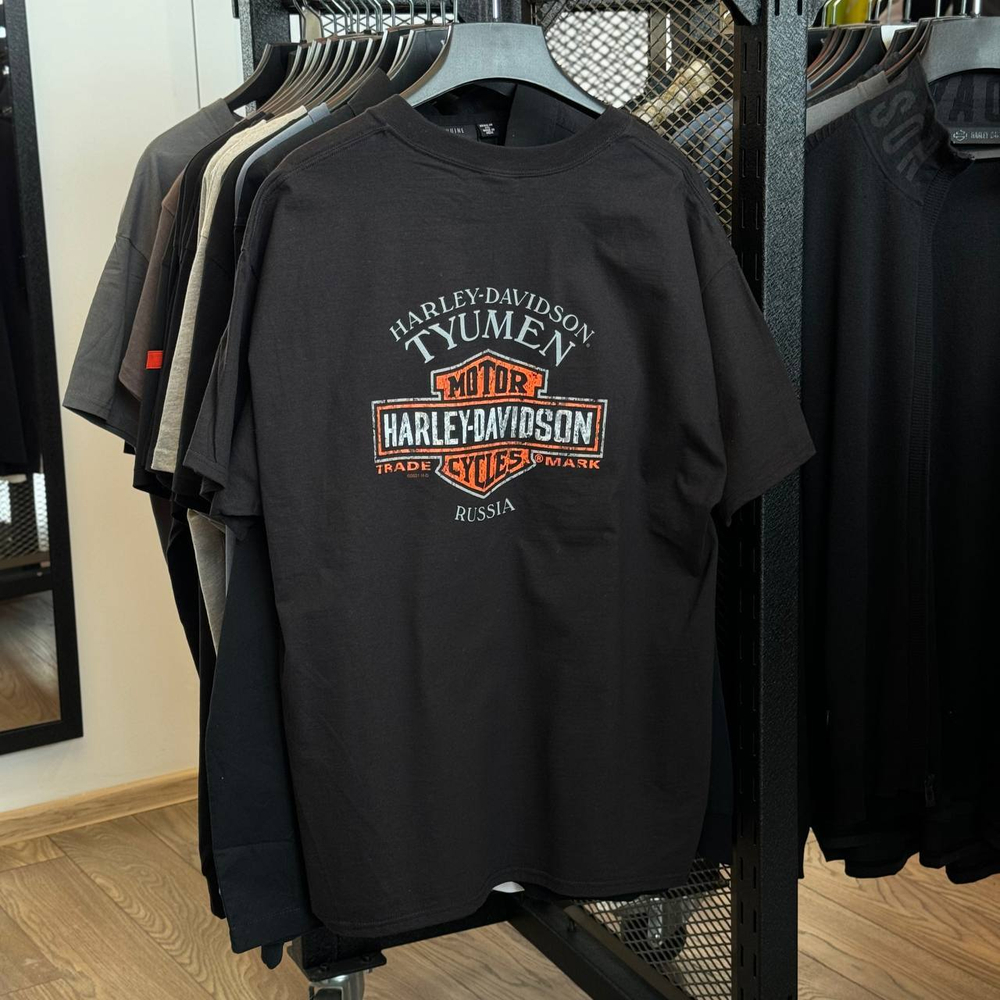 HARLEY-DAVIDSON
TYUMEN
MOTOR
HARLEY-DAVIDSON
CYCLES
TRADE ® MARK
RUSSIA